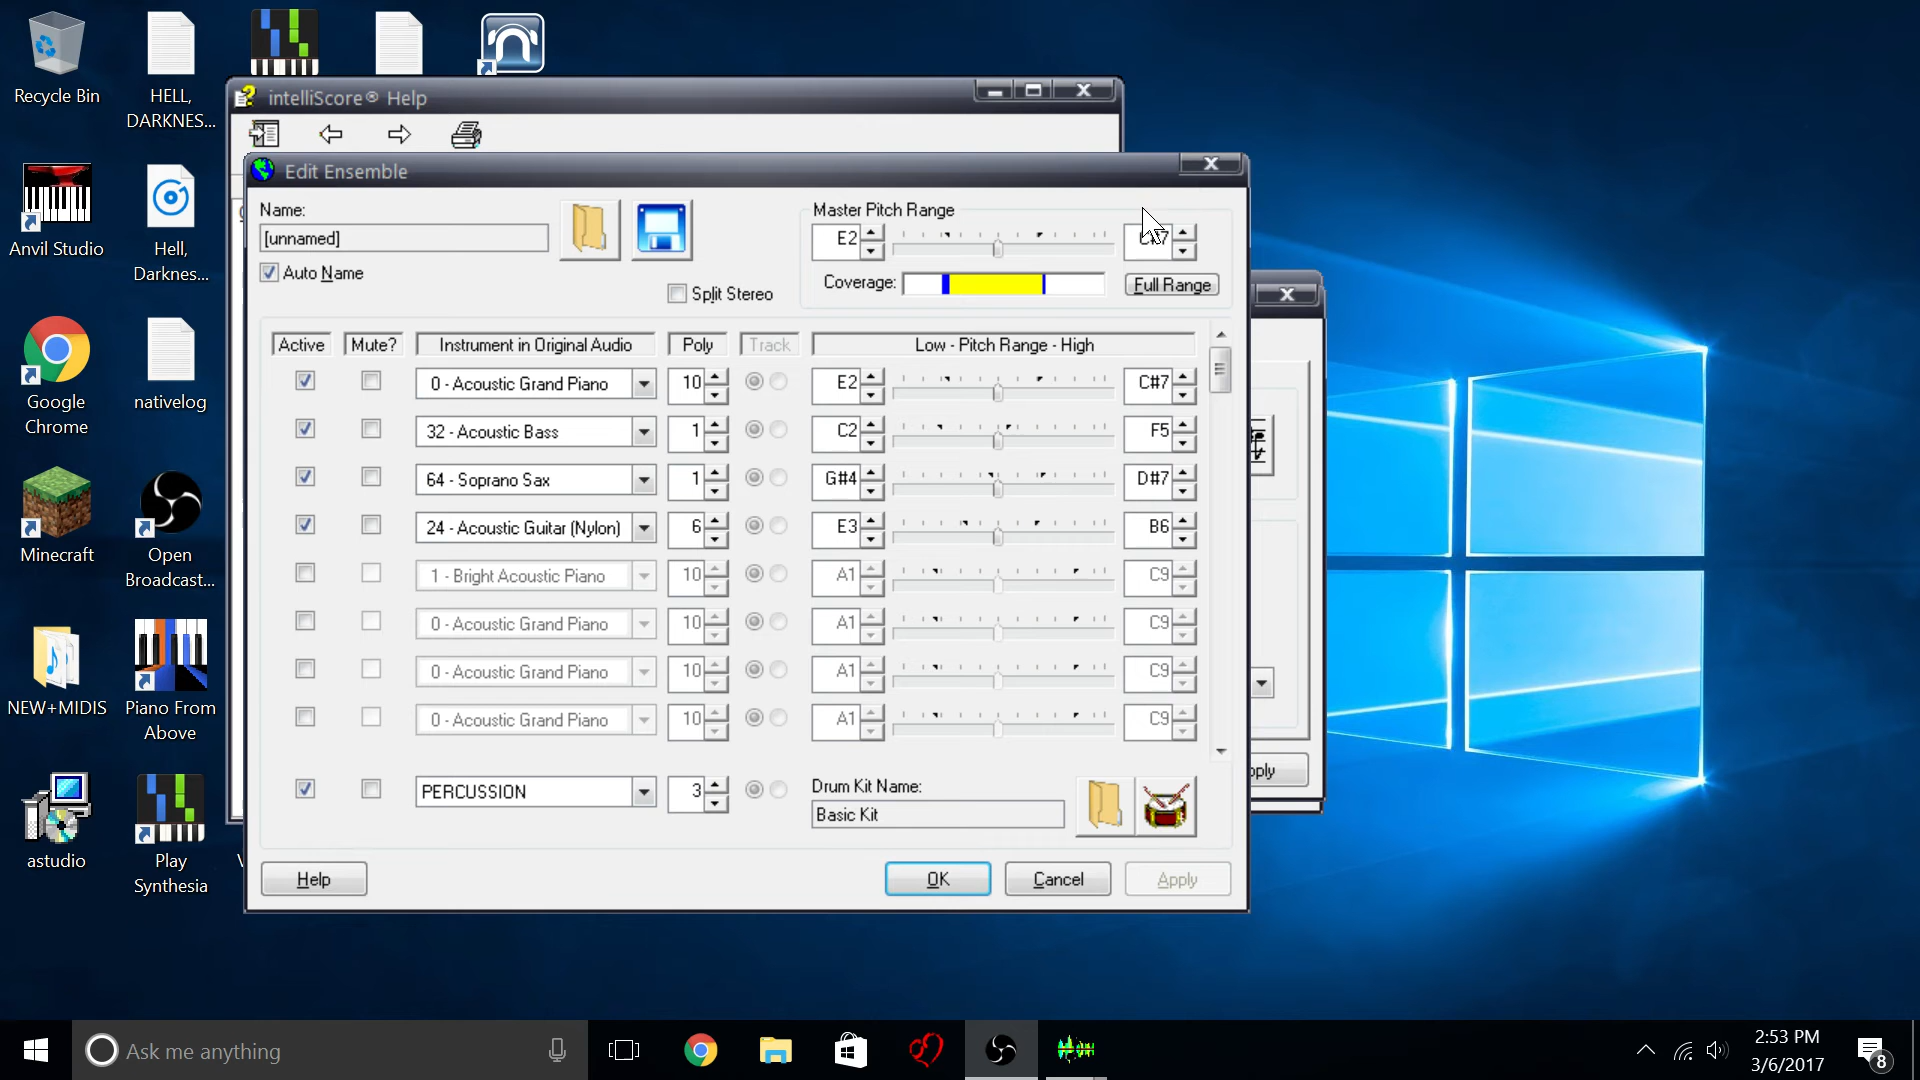 Recycle Bin
HELL,
DARKNES...
Anvil Studio
Hell,
Darknes...
Google
Chrome
nativelog
Minecraft
Open
Broadcast...
NEW+MIDIS
Piano From
Above
astudio
Play
Synthesia
intelliScore® Help
Edit Ensemble
Name:
[unnamed]
Auto Name
Split Stereo
Master Pitch Range
E2 C#7
Coverage: Full Range
Active Mute? Instrument in Original Audio Poly Track Low - Pitch Range - High
0 - Acoustic Grand Piano 10 E2 C#7
32 - Acoustic Bass 1 C2 F5
64 - Soprano Sax 1 G#4 D#7
24 - Acoustic Guitar (Nylon) 6 E3 B6
1 - Bright Acoustic Piano 10 A1 C9
0 - Acoustic Grand Piano 10 A1 C9
0 - Acoustic Grand Piano 10 A1 C9
0 - Acoustic Grand Piano 10 A1 C9
PERCUSSION 3
Drum Kit Name:
Basic Kit
Help OK Cancel Apply
pply
Ask me anything
2:53 PM
3/6/2017
8